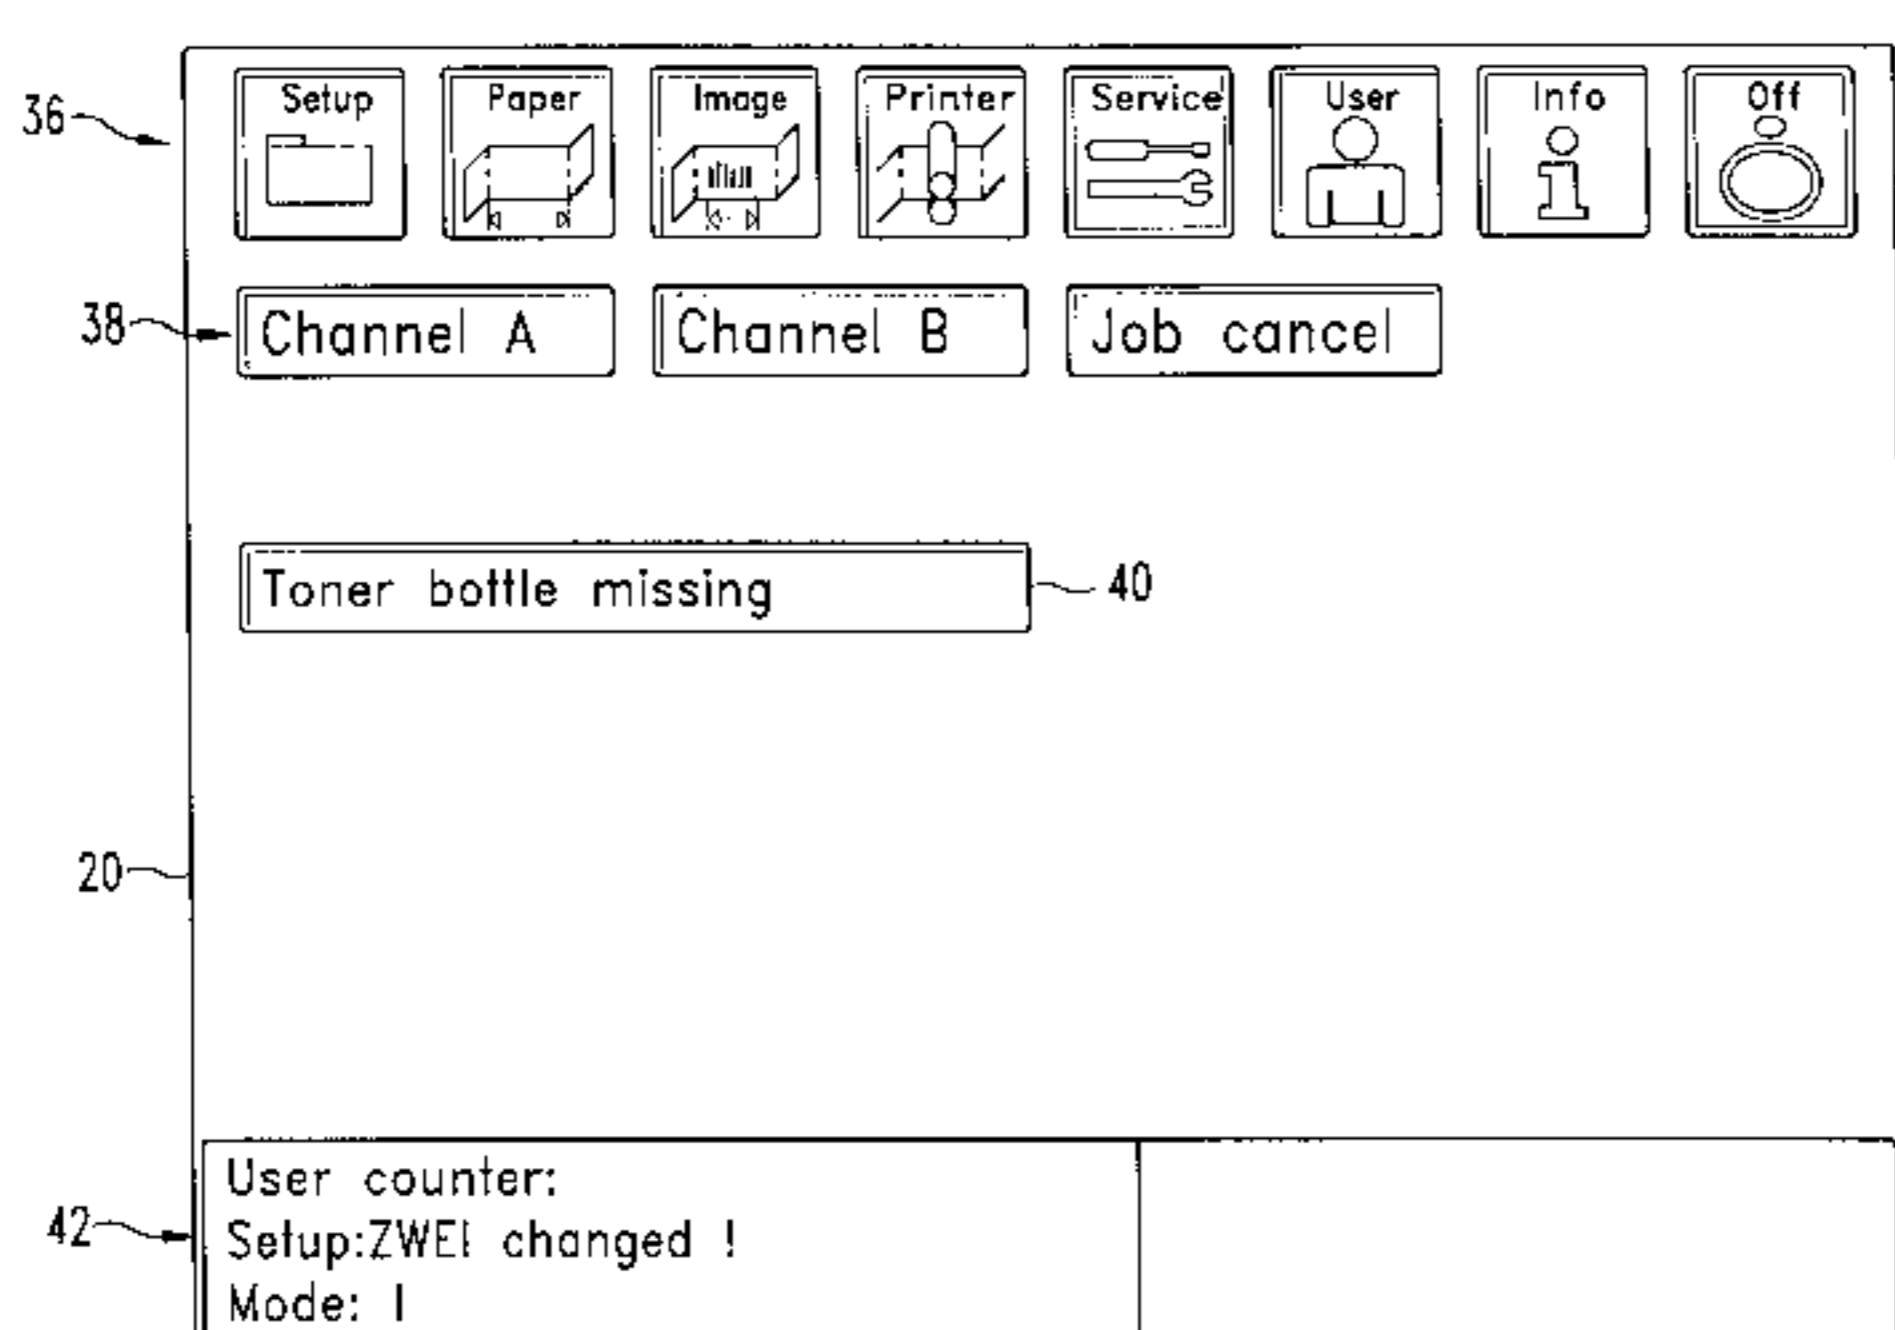 36 Setup Paper Image Printer Service User Info Off
38 Channel A Channel B Job cancel
Toner bottle missing 40
20
User counter:
42 Setup:ZWEI changed !
Mode: I